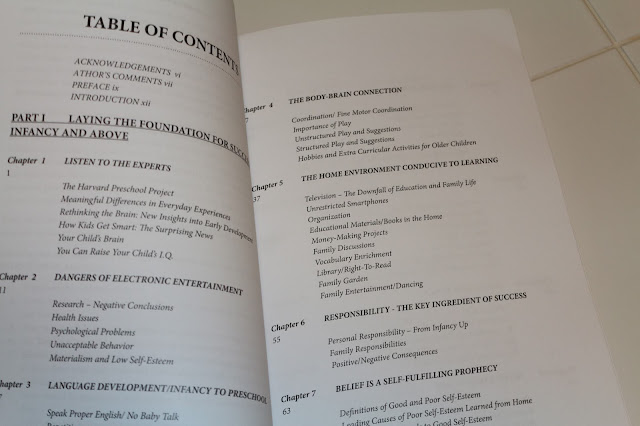 TABLE OF CONTENTS
ACKNOWLEDGEMENTS vi
ATHOR'S COMMENTS vii
PREFACE ix
INTRODUCTION xii
PART I LAYING THE FOUNDATION FOR
INFANCY AND ABOVE
Chapter 1 LISTEN TO THE EXPERTS
1
The Harvard Preschool Project
Meaningful Differences in Everyday Experiences
Rethinking the Brain: New Insights into Early Development
How Kids Get Smart: The Surprising News
Your Child's Brain
You Can Raise Your Child's I.Q.
Chapter 2 DANGERS OF ELECTRONIC ENTERTAINMENT
11
Research – Negative Conclusions
Health Issues
Psychological Problems
Unacceptable Behavior
Materialism and Low Self-Esteem
Chapter 3 LANGUAGE DEVELOPMENT/INFANCY TO PRESCHOOL
7
Speak Proper English/ No Baby Talk
Chapter 4 THE BODY-BRAIN CONNECTION
7
Coordination/ Fine Motor Coordination
Importance of Play
Unstructured Play and Suggestions
Structured Play and Suggestions
Hobbies and Extra Curricular Activities for Older Children
Chapter 5 THE HOME ENVIRONMENT CONDUCIVE TO LEARNING
37
Television – The Downfall of Education and Family Life
Unrestricted Smartphones
Organization
Educational Materials/Books in the Home
Money-Making Projects
Family Discussions
Vocabulary Enrichment
Library/Right-To-Read
Family Garden
Family Entertainment/Dancing
Chapter 6 RESPONSIBILITY - THE KEY INGREDIENT OF SUCCESS
55
Personal Responsibility – From Infancy Up
Family Responsibilities
Positive/Negative Consequences
Chapter 7 BELIEF IS A SELF-FULFILLING PROPHECY
63
Definitions of Good and Poor Self-Esteem
Leading Causes of Poor Self-Esteem Learned from Home
to Good Self-Esteem